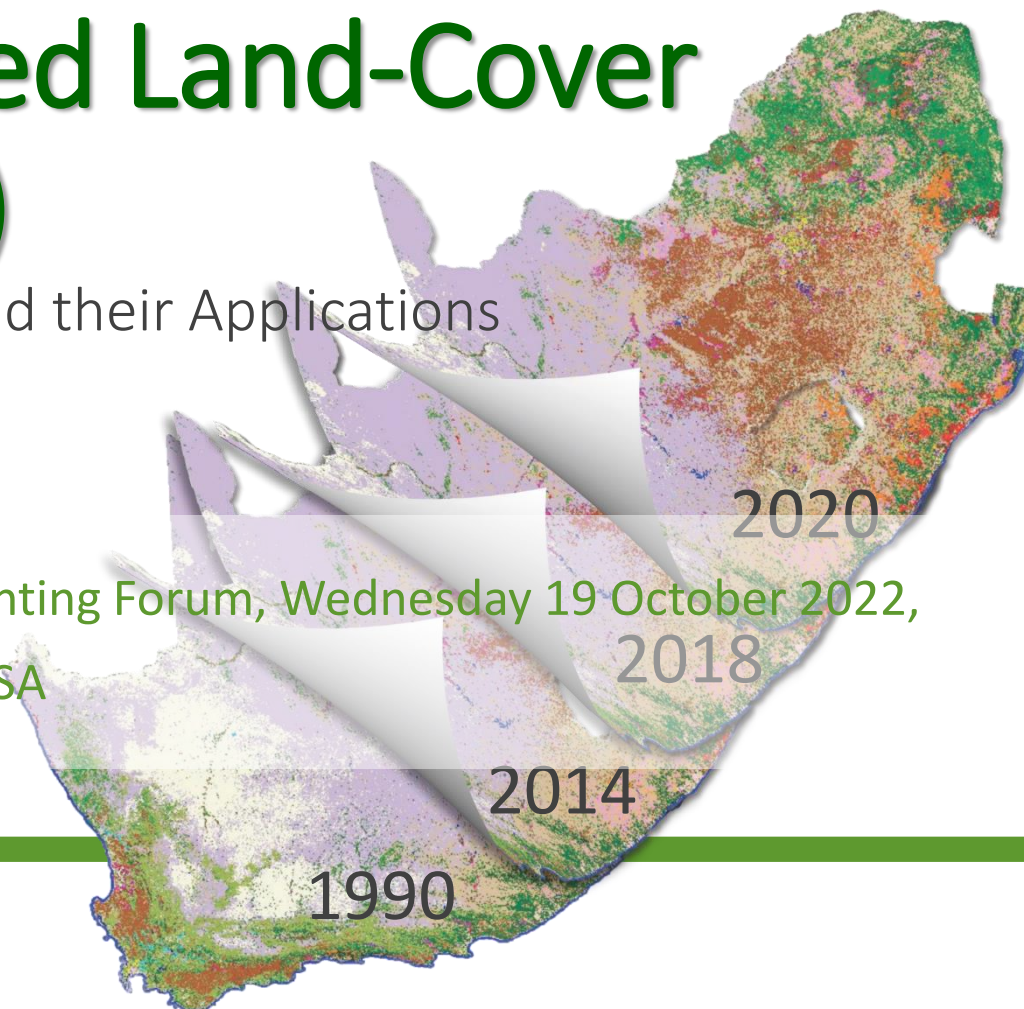 ed Land-Cover
)
d their Applications
2020
nting Forum, Wednesday 19 October 2022,
2018
SA
2014
1990